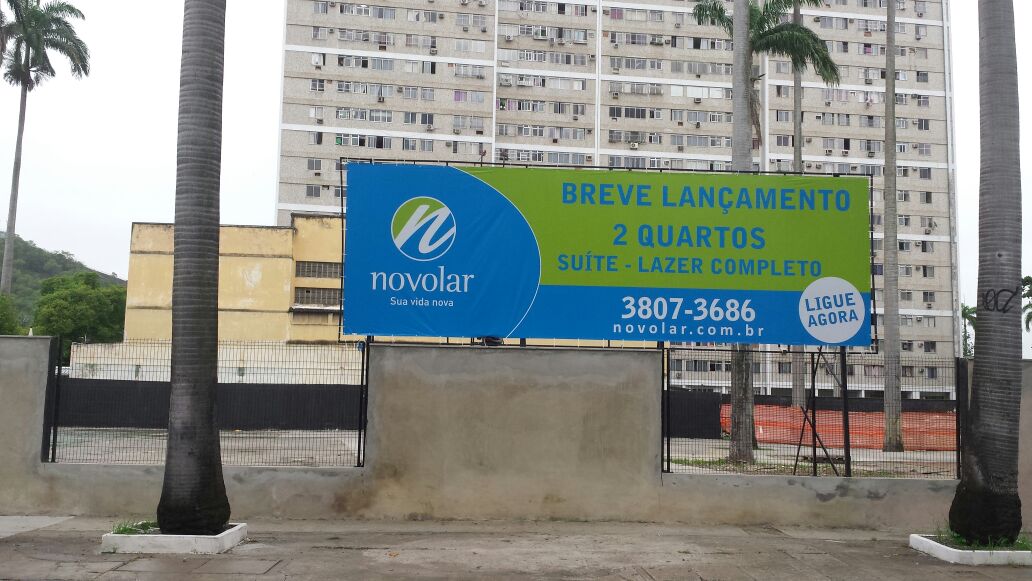 n
novolar
Sua vida nova
BREVE LANÇAMENTO
2 QUARTOS
SUÍTE - LAZER COMPLETO
3807-3686
novolar.com.br
LIGUE
AGORA